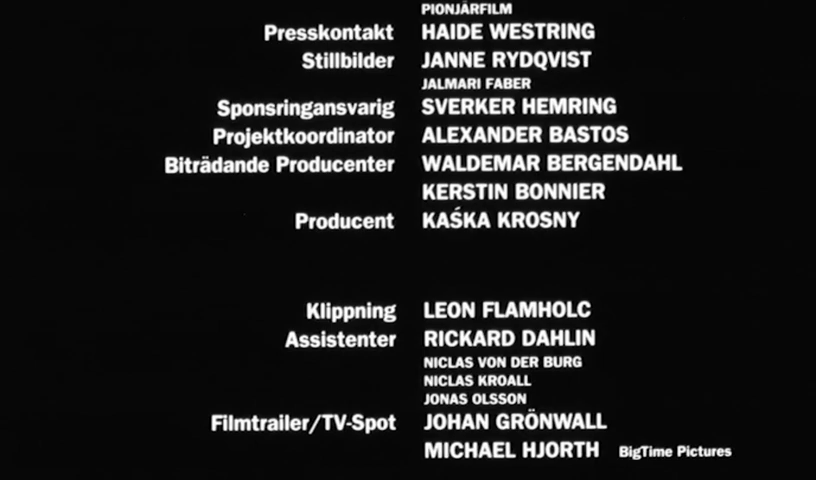 PIONJÄRFILM
Presskontakt HAIDE WESTRING
Stillbilder JANNE RYDQVIST
JALMARI FABER
Sponsringansvarig SVERKER HEMRING
Projektkoordinator ALEXANDER BASTOS
Biträdande Producenter WALDEMAR BERGENDAHL
KERSTIN BONNIER
Producent KAŚKA KROSNY
Klippning LEON FLAMHOLC
Assistenter RICKARD DAHLIN
NICLAS VON DER BURG
NICLAS KROALL
JONAS OLSSON
Filmtrailer/TV-Spot JOHAN GRÖNWALL
MICHAEL HJORTH BigTime Pictures